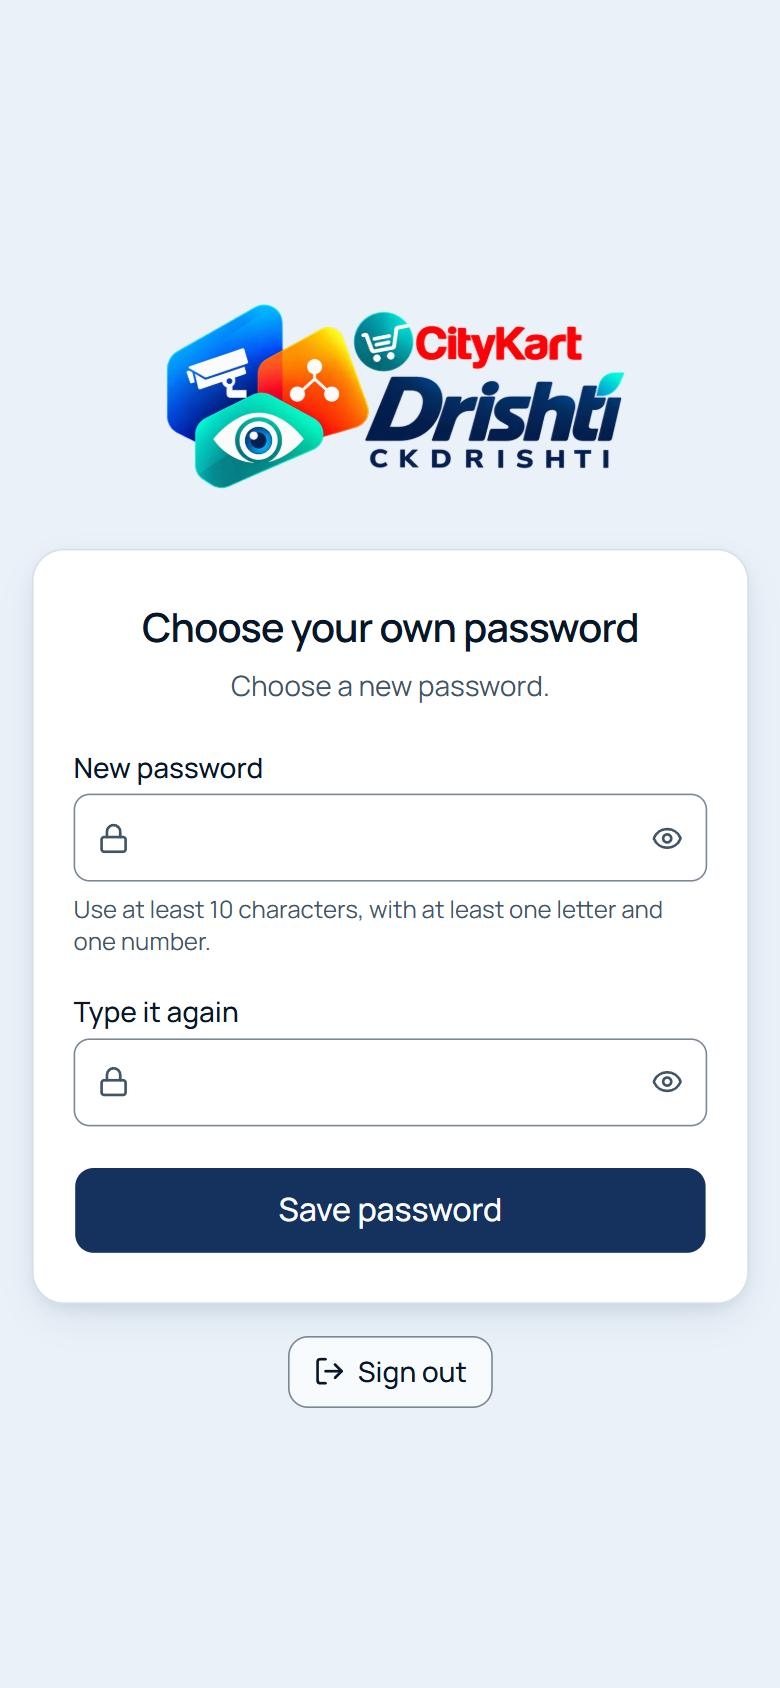 CityKart
Drishti
CKDRISHTI
Choose your own password
Choose a new password.
New password
Use at least 10 characters, with at least one letter and
one number.
Type it again
Save password
Sign out